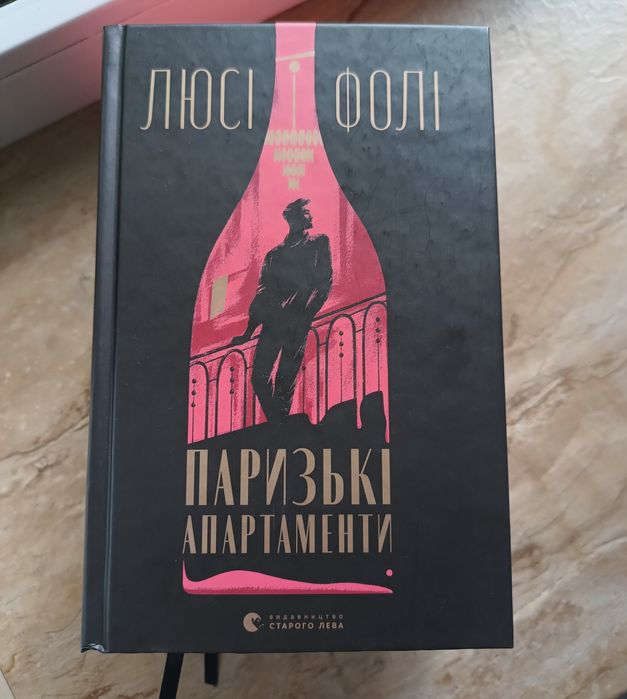 ЛЮСІ ФОЛІ
ПАРИЗЬКІ
АПАРТАМЕНТИ
ВИДАВНИЦТВО
СТАРОГО ЛЕВА